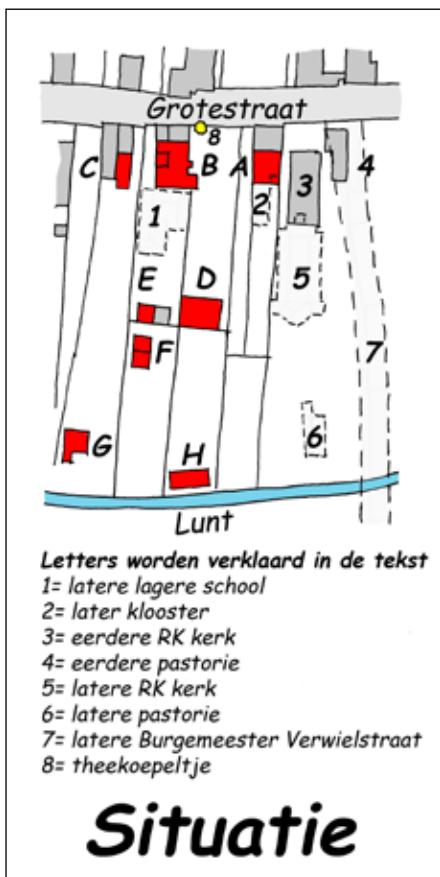 Grotestraat
8
C
B
A
4
3
2
1
5
E
D
F
7
G
6
H
Lunt
Letters worden verklaard in de tekst
1= latere lagere school
2= later klooster
3= eerdere RK kerk
4= eerdere pastorie
5= latere RK kerk
6= latere pastorie
7= latere Burgemeester Verwielstraat
8= theekoepeltje
Situatie